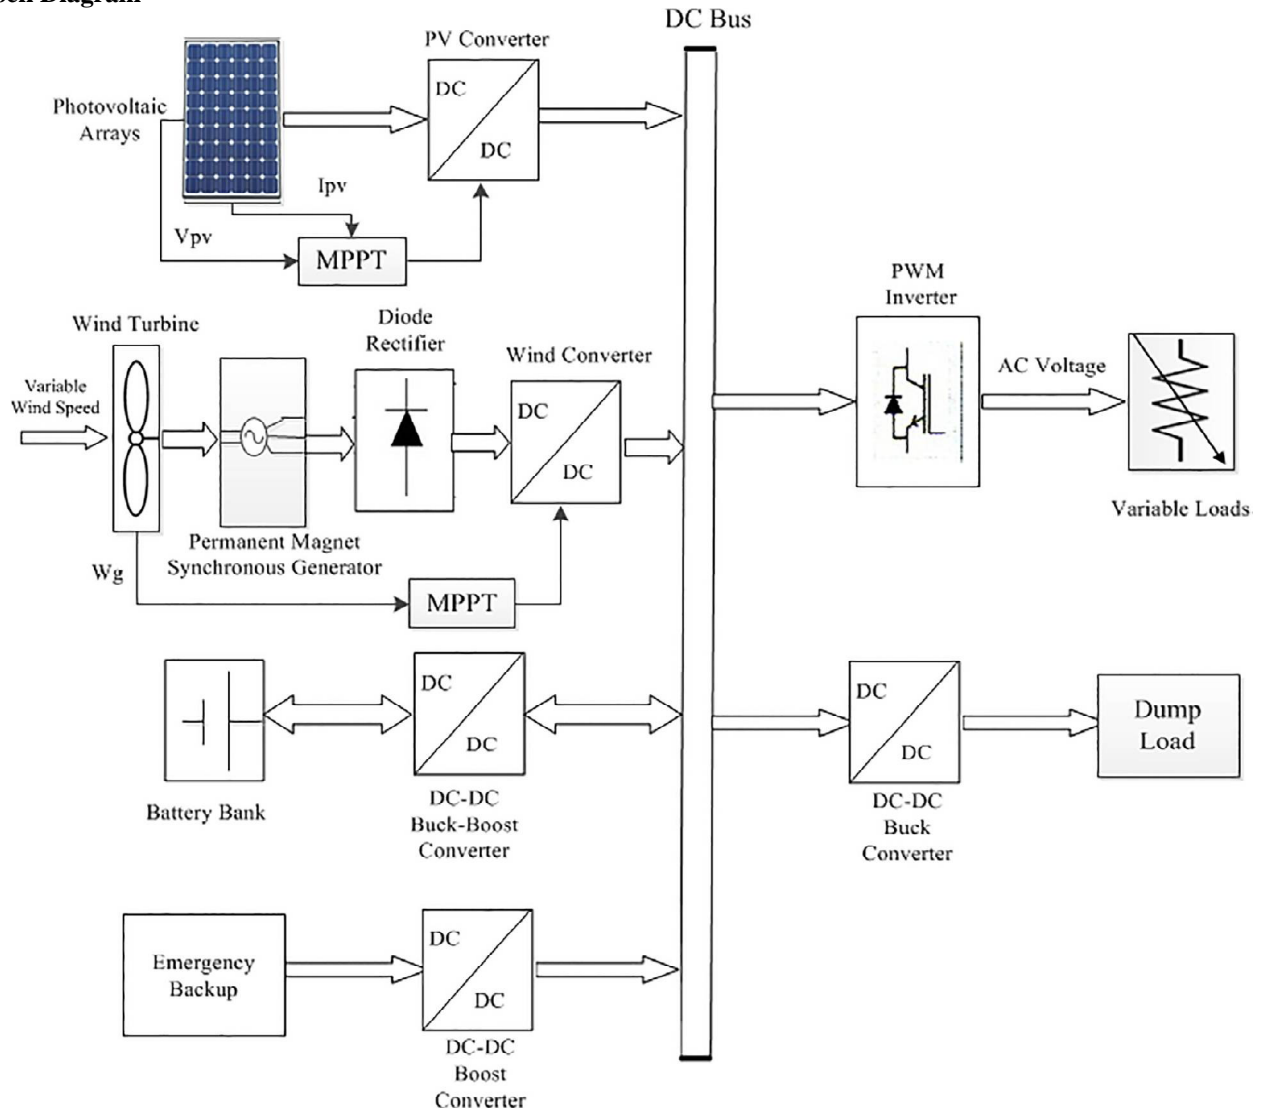 Diagram
DC Bus
PV Converter
DC
DC
Photovoltaic
Arrays
Ipv
Vpv
MPPT
PWM
Inverter
AC Voltage
Variable Loads
Wind Turbine
Diode
Rectifier
Wind Converter
Variable
Wind Speed
DC
DC
Permanent Magnet
Synchronous Generator
Wg
MPPT
DC
DC
Battery Bank
DC-DC
Buck-Boost
Converter
DC
DC
DC-DC
Buck
Converter
Dump
Load
Emergency
Backup
DC
DC
DC-DC
Boost
Converter